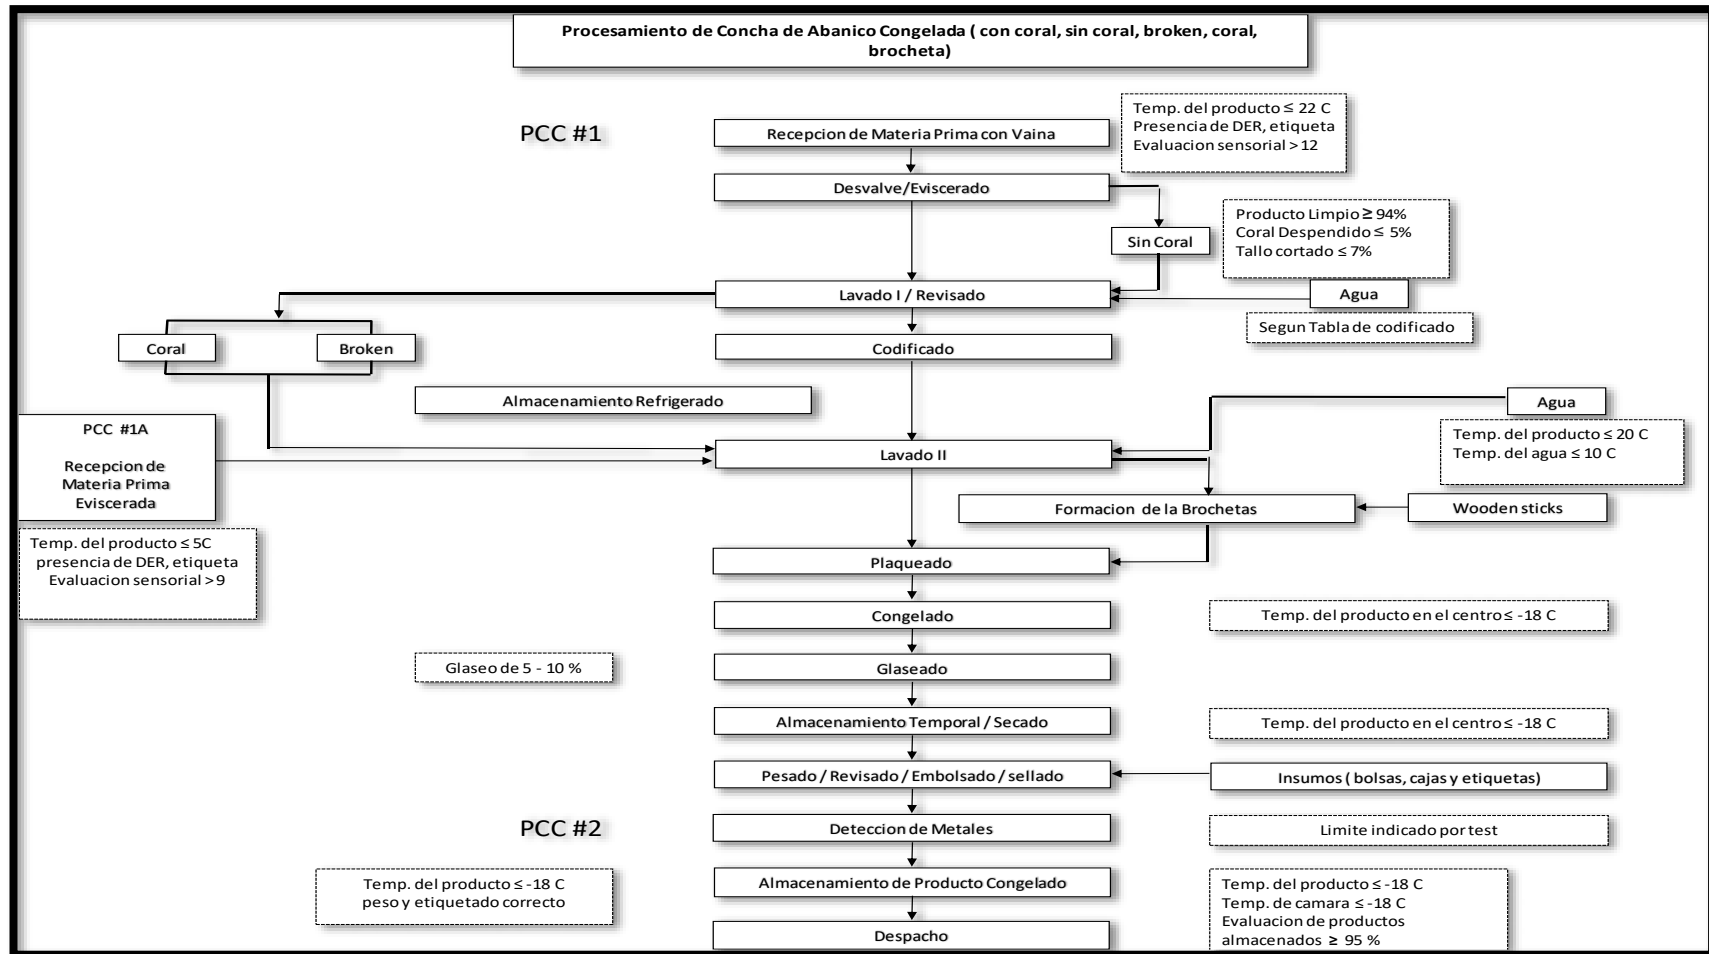 Procesamiento de Concha de Abanico Congelada ( con coral, sin coral, broken, coral,
brocheta)
PCC #1
Recepcion de Materia Prima con Vaina
Temp. del producto ≤ 22 C
Presencia de DER, etiqueta
Evaluacion sensorial > 12
Desvalve/Eviscerado
Sin Coral
Producto Limpio ≥ 94%
Coral Despendido ≤ 5%
Tallo cortado ≤ 7%
Lavado I / Revisado
Agua
Segun Tabla de codificado
Coral
Broken
Codificado
Almacenamiento Refrigerado
Agua
Temp. del producto ≤ 20 C
Temp. del agua ≤ 10 C
PCC #1A
Recepcion de
Materia Prima
Eviscerada
Lavado II
Formacion de la Brochetas
Wooden sticks
Temp. del producto ≤ 5C
presencia de DER, etiqueta
Evaluacion sensorial > 9
Plaqueado
Congelado
Temp. del producto en el centro ≤ -18 C
Glaseo de 5 - 10 %
Glaseado
Almacenamiento Temporal / Secado
Temp. del producto en el centro ≤ -18 C
Pesado / Revisado / Embolsado / sellado
Insumos ( bolsas, cajas y etiquetas)
PCC #2
Deteccion de Metales
Limite indicado por test
Temp. del producto ≤ -18 C
peso y etiquetado correcto
Almacenamiento de Producto Congelado
Temp. del producto ≤ -18 C
Temp. de camara ≤ -18 C
Evaluacion de productos
almacenados ≥ 95 %
Despacho